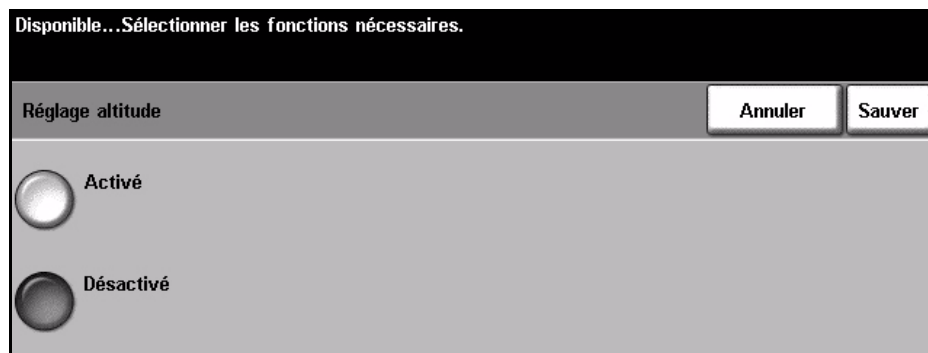 Disponible...Sélectionner les fonctions nécessaires.
Réglage altitude
Annuler
Sauver
Activé
Désactivé